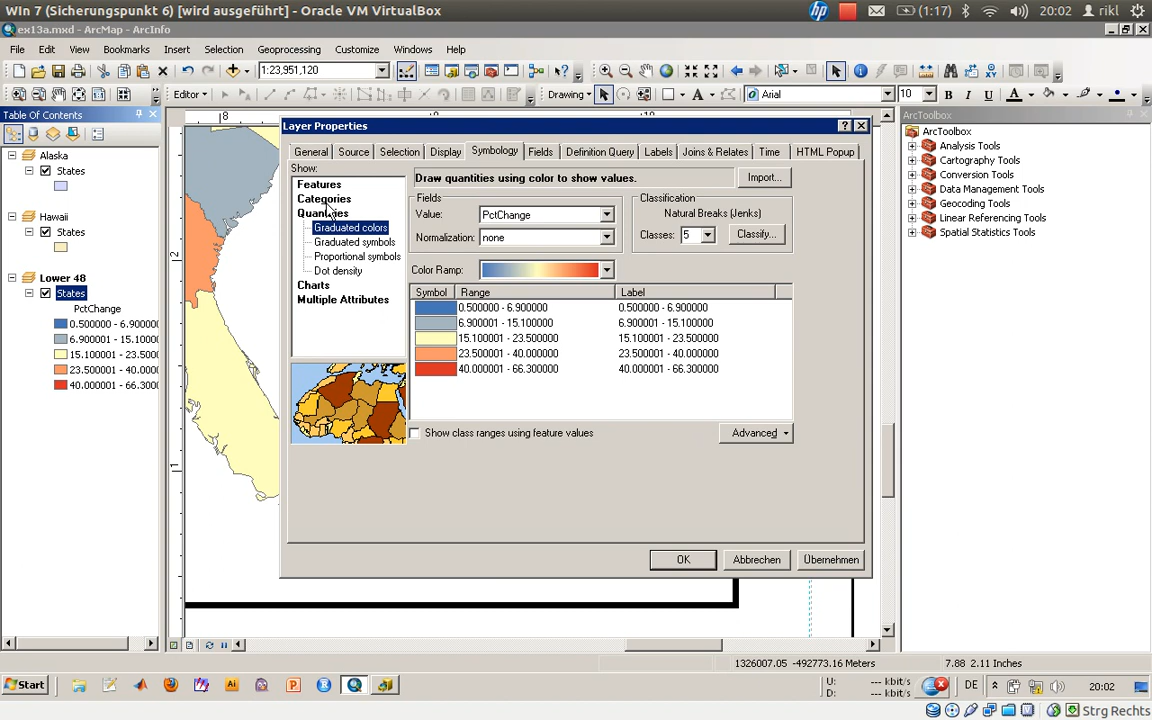 WIn 7 (Sicherungspunkt 6) [wird ausgeführt] - Oracle VM VirtualBox
(1:17)
20:02
rikl
ex13a.mxd - ArcMap - ArcInfo
File Edit View Bookmarks Insert Selection Geoprocessing Customize Windows Help
1:23,951,120
Editor
Drawing
Arial
10
B I U A
Table Of Contents
Alaska
States
Hawaii
States
Lower 48
States
PctChange
0.500000 - 6.90000
6.900001 - 15.1000
15.100001 - 23.500
23.500001 - 40.000
40.000001 - 66.300
8
2
1
Layer Properties
General Source Selection Display Symbology Fields Definition Query Labels Joins & Relates Time HTML Popup
Show:
Features
Categories
Quantities
Graduated colors
Graduated symbols
Proportional symbols
Dot density
Charts
Multiple Attributes
Draw quantities using color to show values.
Import...
Fields
Value: PctChange
Normalization: none
Classification
Natural Breaks (Jenks)
Classes: 5
Classify...
Color Ramp:
Symbol Range Label
0.500000 - 6.900000 0.500000 - 6.900000
6.900001 - 15.100000 6.900001 - 15.100000
15.100001 - 23.500000 15.100001 - 23.500000
23.500001 - 40.000000 23.500001 - 40.000000
40.000001 - 66.300000 40.000001 - 66.300000
Show class ranges using feature values
Advanced
OK Abbrechen Übernehmen
ArcToolbox
ArcToolbox
Analysis Tools
Cartography Tools
Conversion Tools
Data Management Tools
Geocoding Tools
Linear Referencing Tools
Spatial Statistics Tools
1326007.05 -492773.16 Meters
7.88 2.11 Inches
Start
U: --- kbit/s
D: --- kbit/s
DE
20:02
Strg Rechts